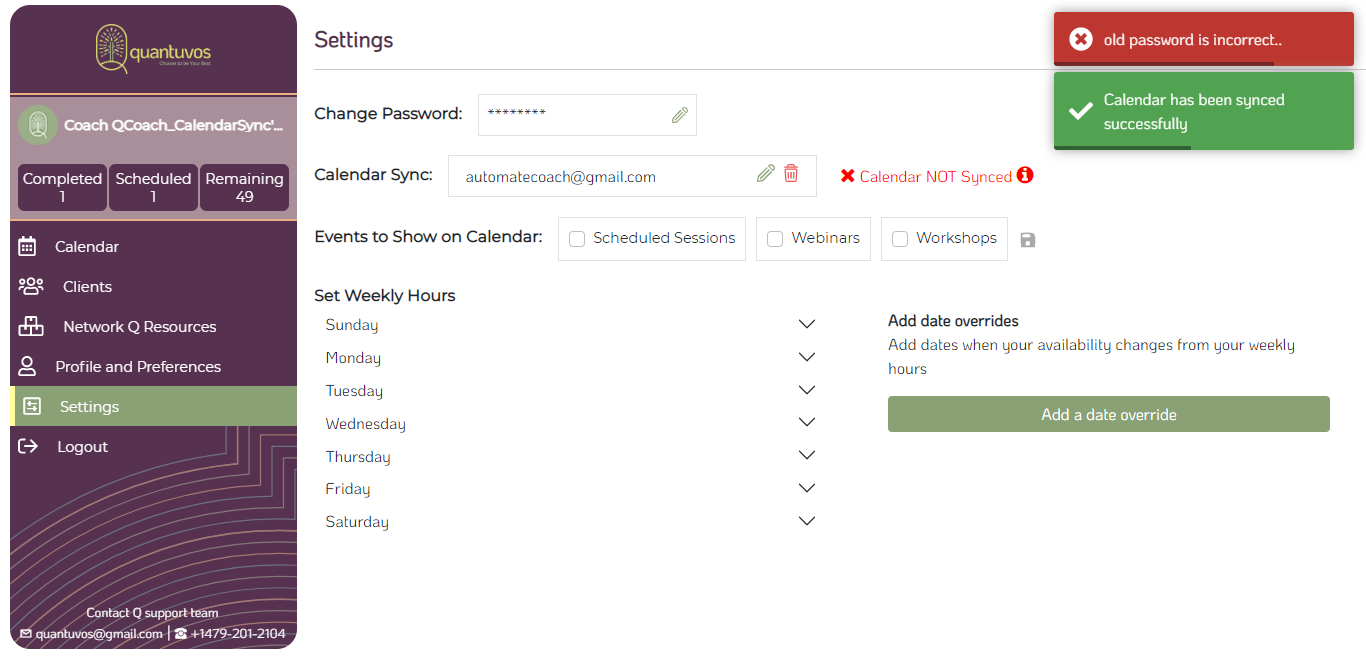 quantuvos
Choose to be Your Best
Coach QCoach_CalendarSync'...
Completed
1
Scheduled
1
Remaining
49
Calendar
Clients
Network Q Resources
Profile and Preferences
Settings
Logout
Contact Q support team
quantuvos@gmail.com | +1479-201-2104
Settings
old password is incorrect..
Calendar has been synced
successfully
Change Password: ********
Calendar Sync: automatecoach@gmail.com Calendar NOT Synced
Events to Show on Calendar: Scheduled Sessions Webinars Workshops
Set Weekly Hours
Sunday
Monday
Tuesday
Wednesday
Thursday
Friday
Saturday
Add date overrides
Add dates when your availability changes from your weekly
hours
Add a date override